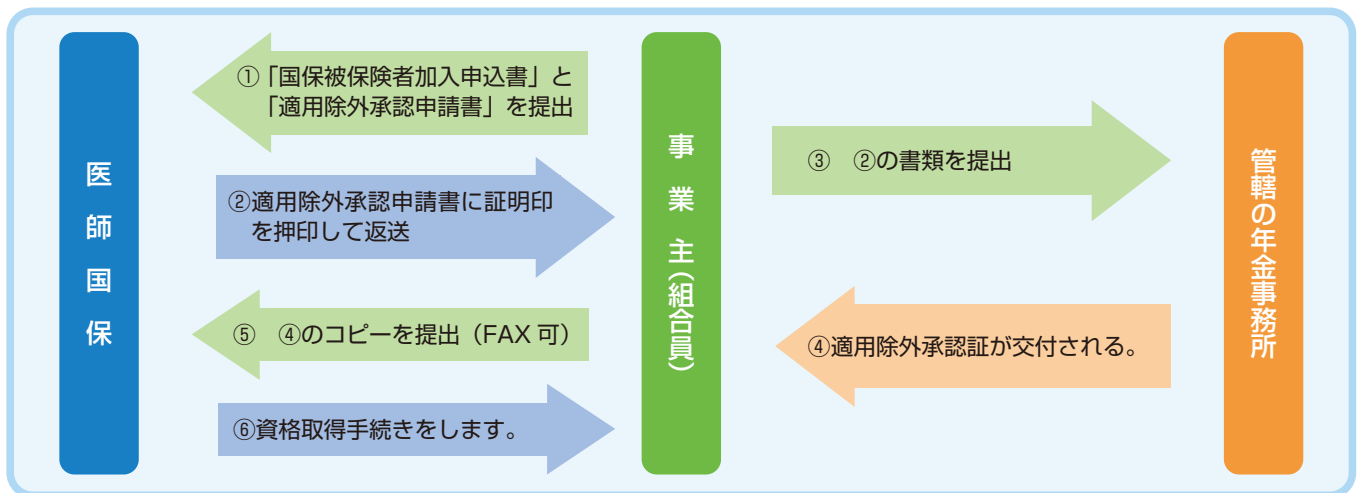 医師国保
①「国保被保険者加入申込書」と
「適用除外承認申請書」を提出
②適用除外承認申請書に証明印
を押印して返送
⑤　④のコピーを提出（FAX 可）
⑥資格取得手続きをします。
事業主（組合員）
③　②の書類を提出
④適用除外承認証が交付される。
管轄の年金事務所